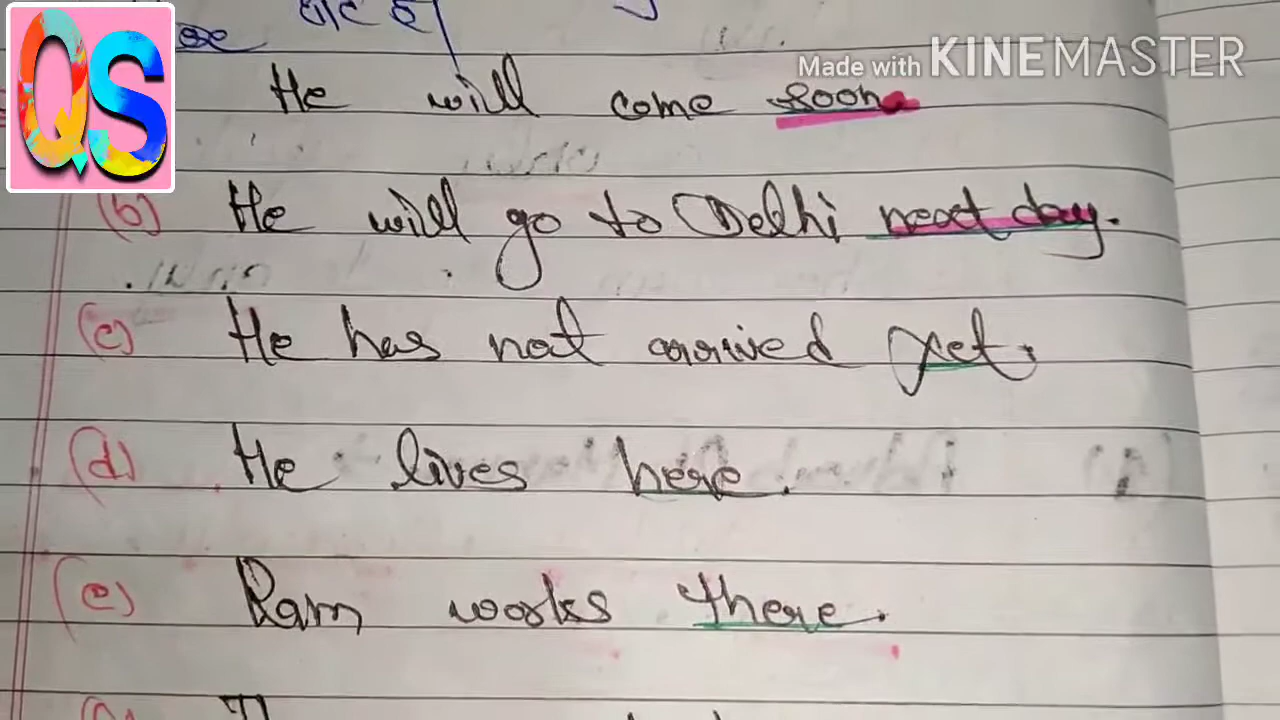 QS
Made with KINEMASTER
He will come soon.
(b) He will go to Delhi next day.
(c) He has not arrived yet.
(d) He lives here.
(e) Ram works there.